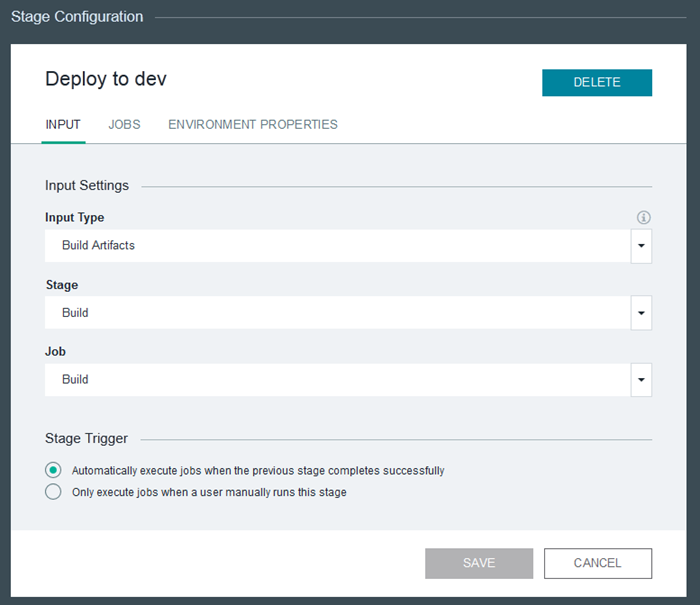 Stage Configuration
Deploy to dev
DELETE
INPUT JOBS ENVIRONMENT PROPERTIES
Input Settings
Input Type
Build Artifacts
Stage
Build
Job
Build
Stage Trigger
Automatically execute jobs when the previous stage completes successfully
Only execute jobs when a user manually runs this stage
SAVE CANCEL